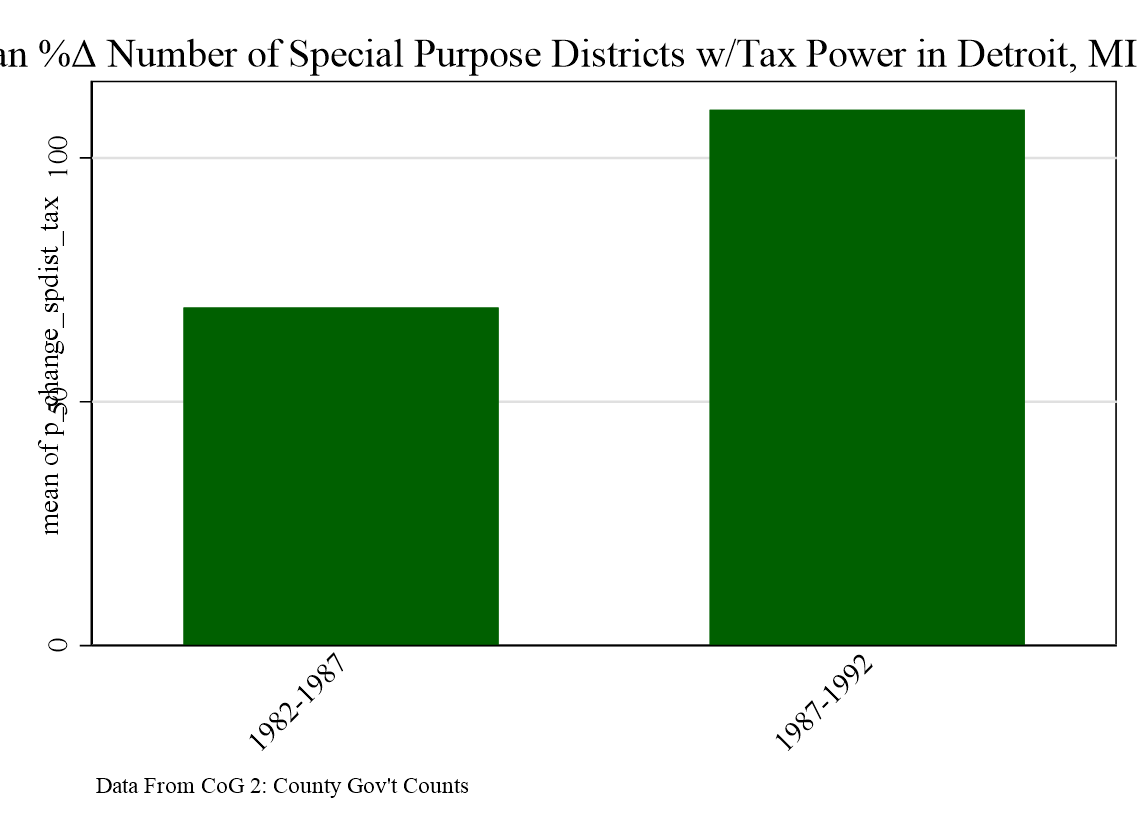 an %Δ Number of Special Purpose Districts w/Tax Power in Detroit, MI
mean of p_change_spdist_tax
100
50
0
1982-1987
1987-1992
Data From CoG 2: County Gov't Counts